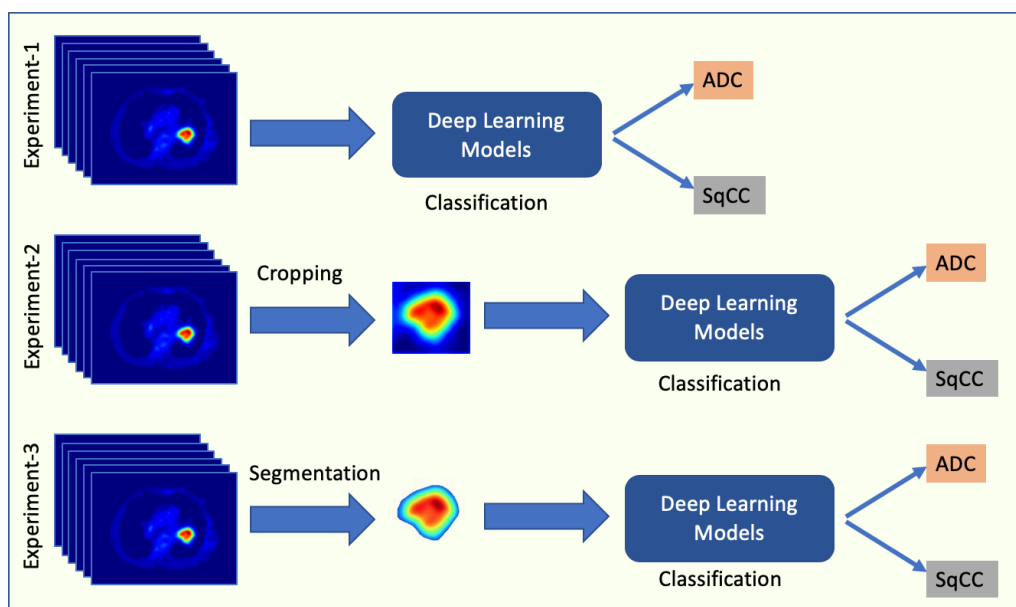 Experiment-1
Deep Learning
Models
Classification
ADC
SqCC
Experiment-2
Cropping
Deep Learning
Models
Classification
ADC
SqCC
Experiment-3
Segmentation
Deep Learning
Models
Classification
ADC
SqCC